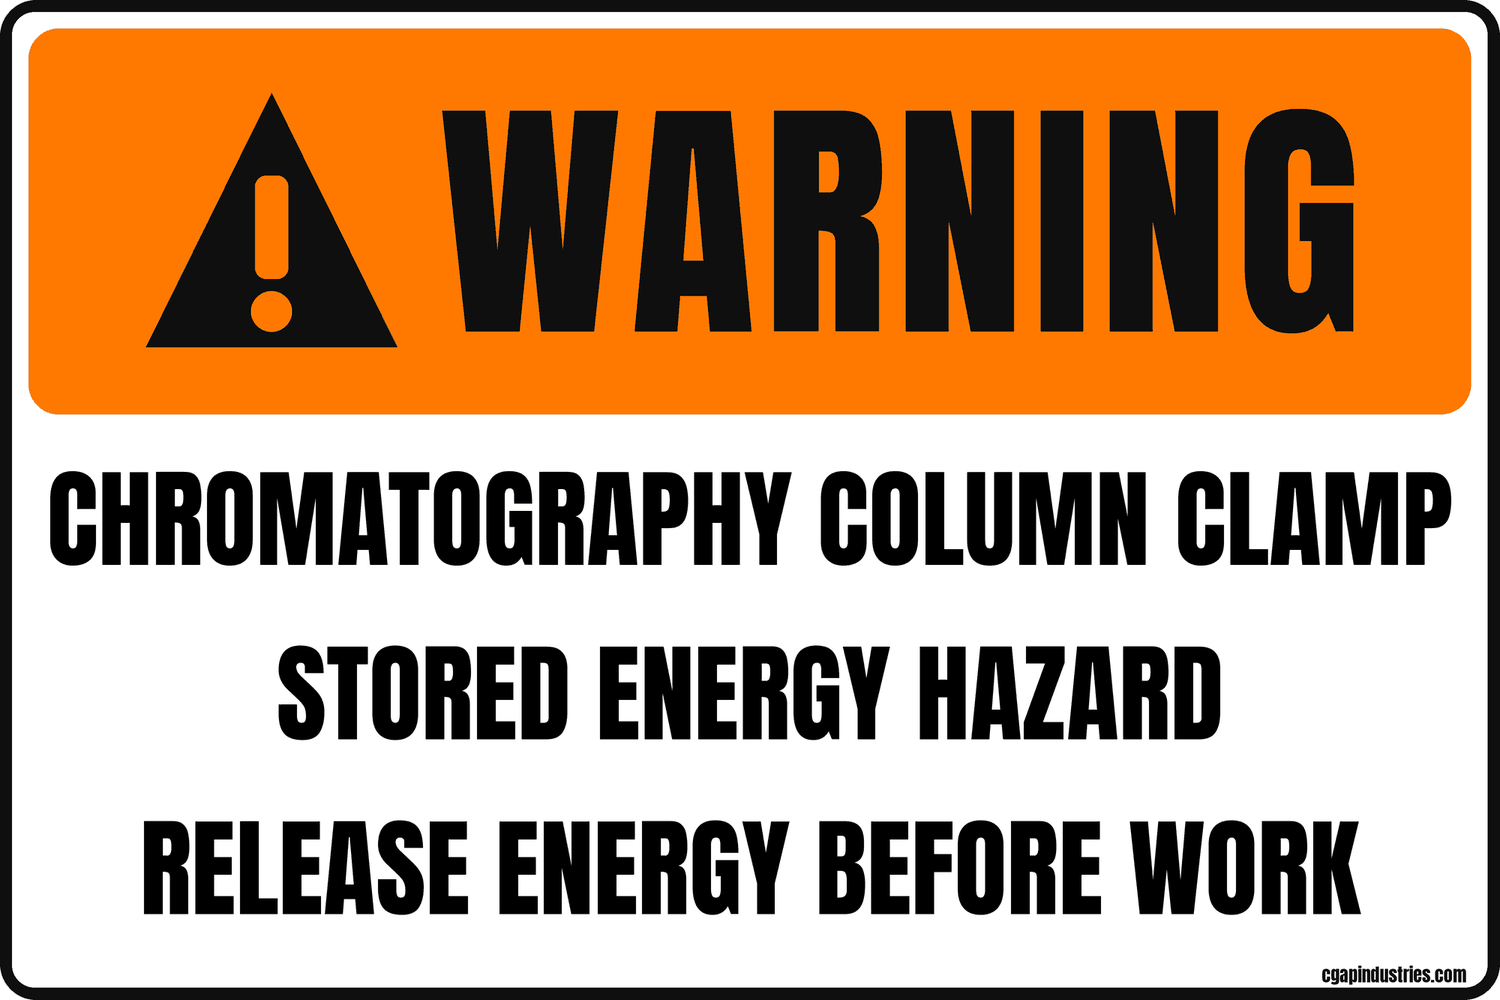 WARNING
CHROMATOGRAPHY COLUMN CLAMP
STORED ENERGY HAZARD
RELEASE ENERGY BEFORE WORK
cgapindustries.com